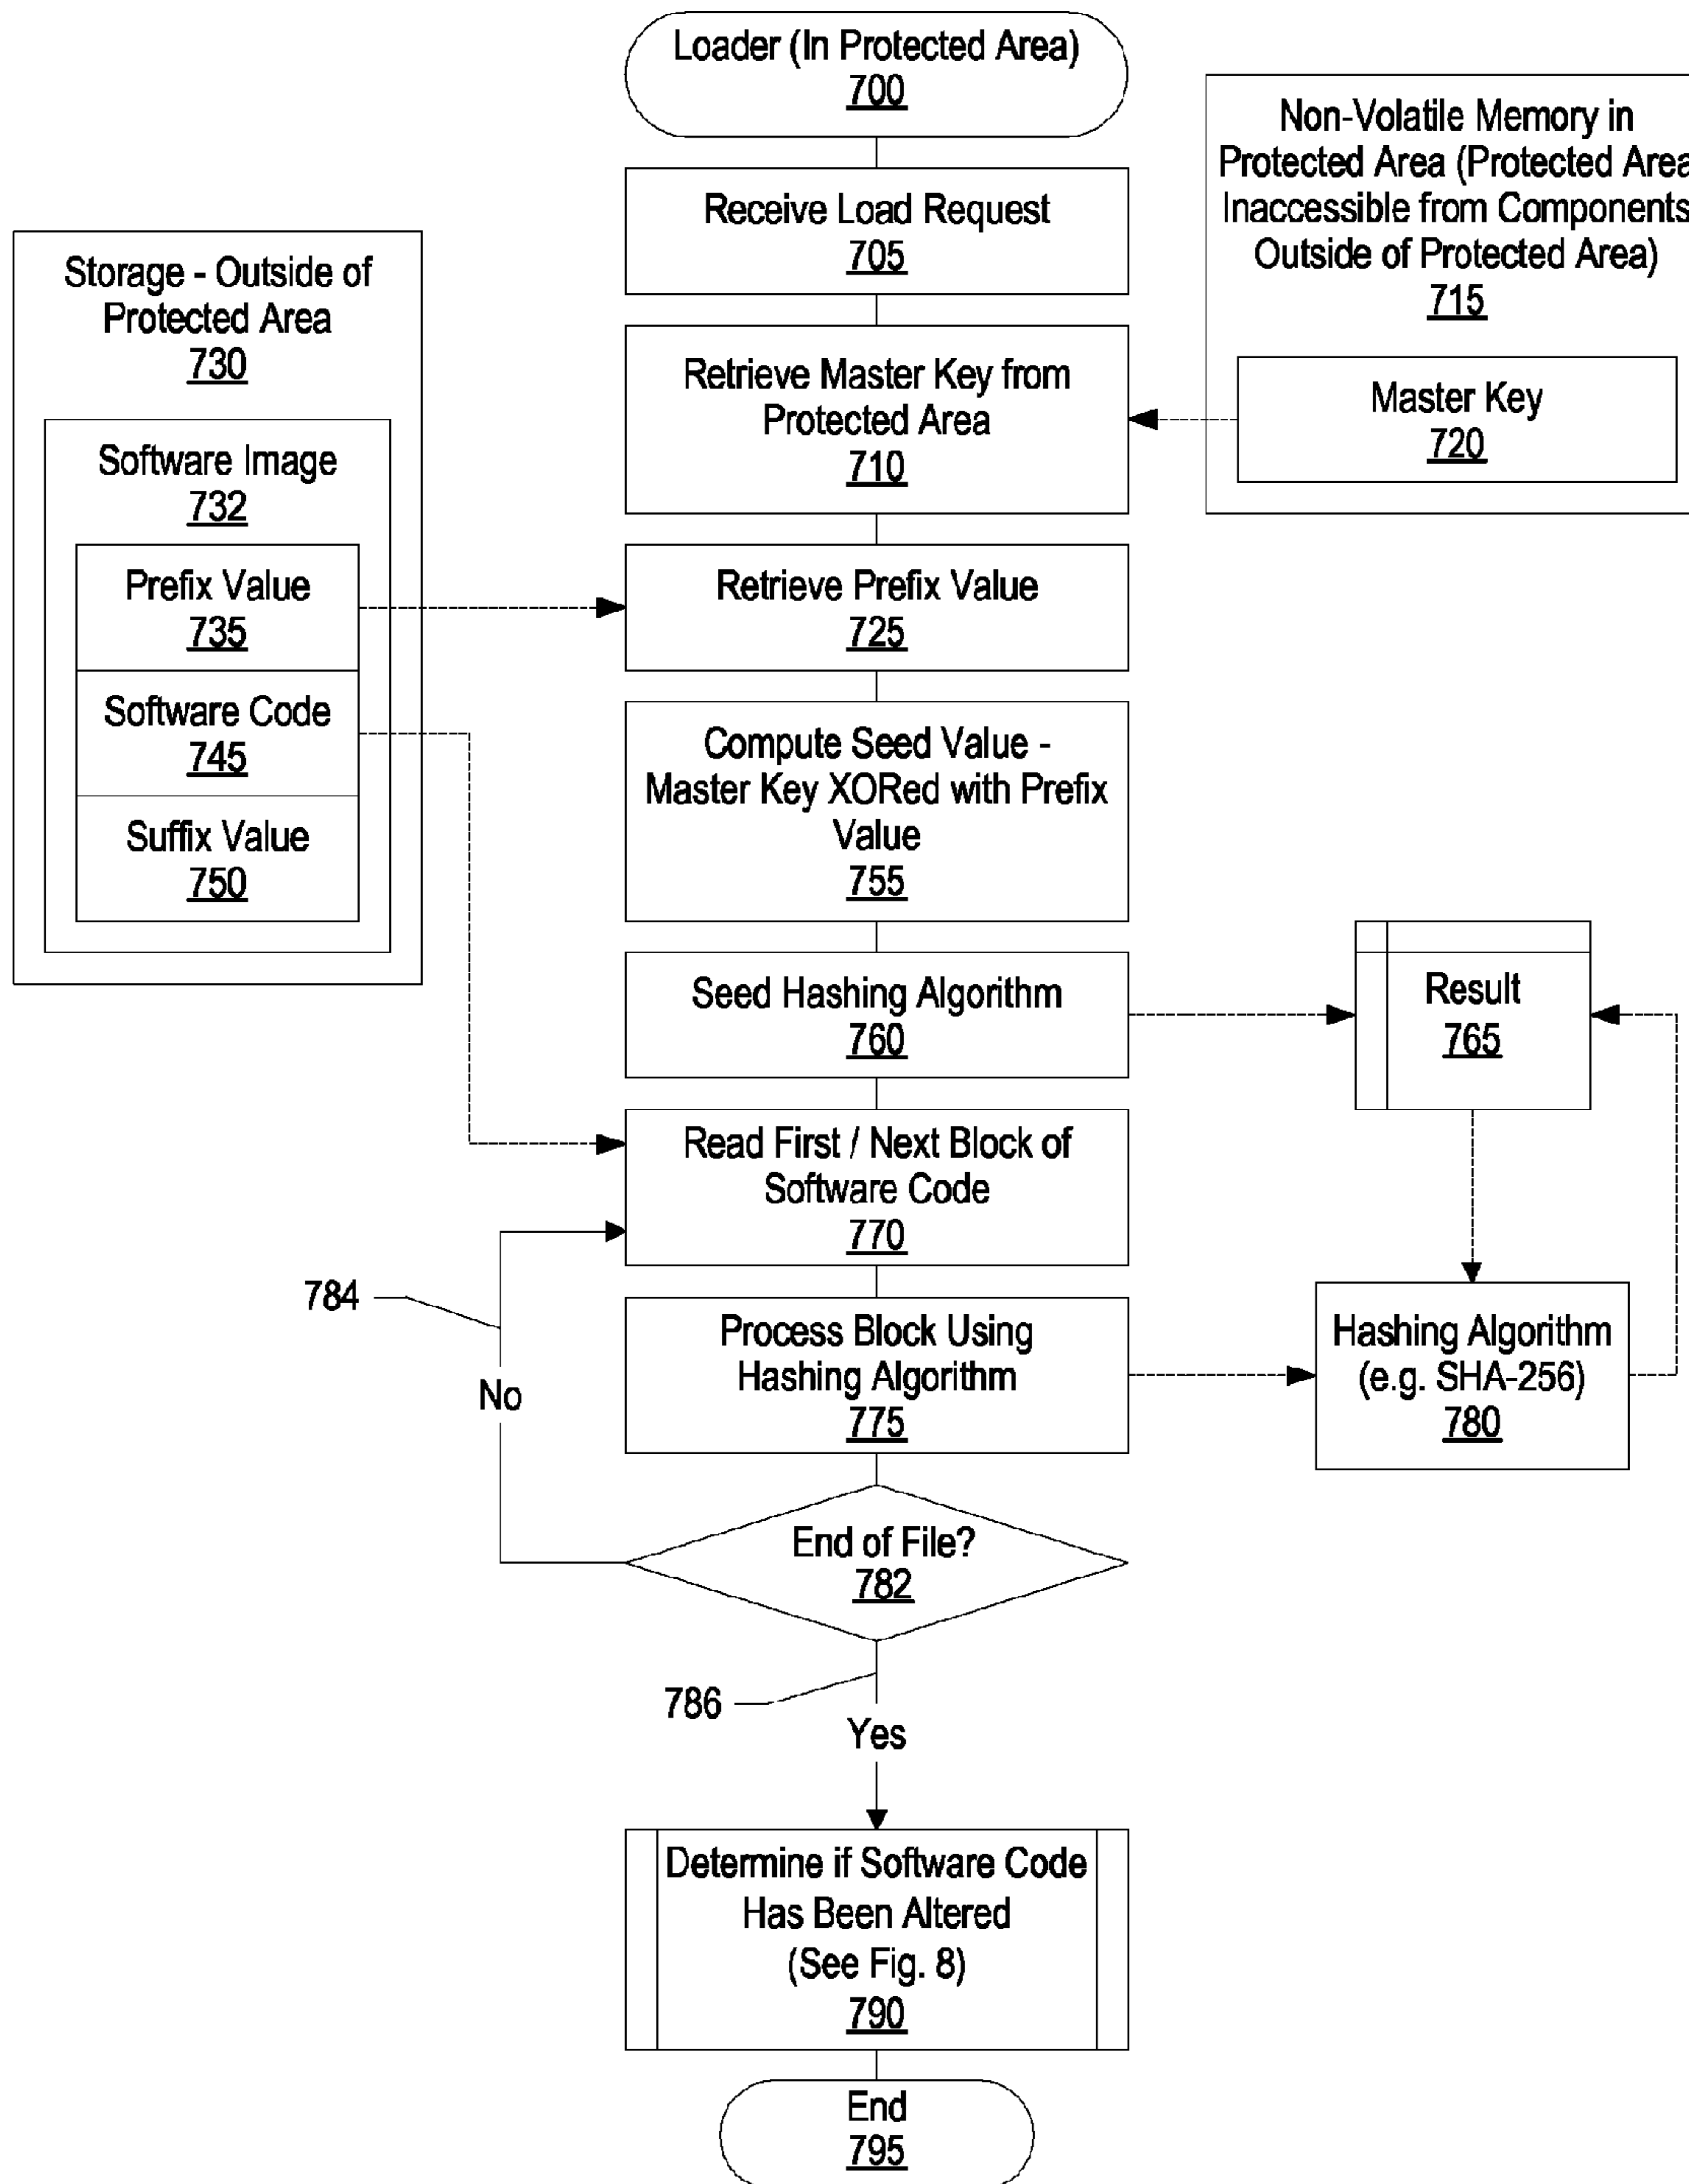 Loader (In Protected Area)
700
Receive Load Request
705
Non-Volatile Memory in
Protected Area (Protected Area
Inaccessible from Components
Outside of Protected Area)
715
Master Key
720
Storage - Outside of
Protected Area
730
Software Image
732
Prefix Value
735
Software Code
745
Suffix Value
750
Retrieve Master Key from
Protected Area
710
Retrieve Prefix Value
725
Compute Seed Value -
Master Key XORed with Prefix
Value
755
Seed Hashing Algorithm
760
Result
765
Read First / Next Block of
Software Code
770
784
No
Process Block Using
Hashing Algorithm
775
Hashing Algorithm
(e.g. SHA-256)
780
End of File?
782
786
Yes
Determine if Software Code
Has Been Altered
(See Fig. 8)
790
End
795